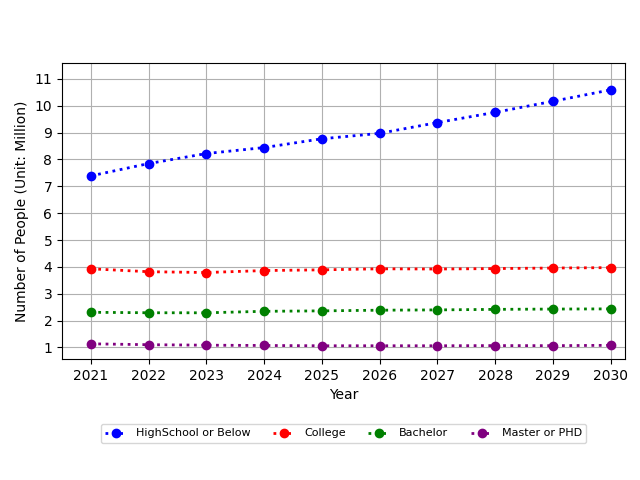 11
10
9
8
7
6
5
4
3
2
1
Number of People (Unit: Million)
2021 2022 2023 2024 2025 2026 2027 2028 2029 2030
Year
HighSchool or Below College Bachelor Master or PHD